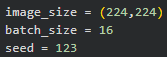 image_size = (224,224)
batch_size = 16
seed = 123